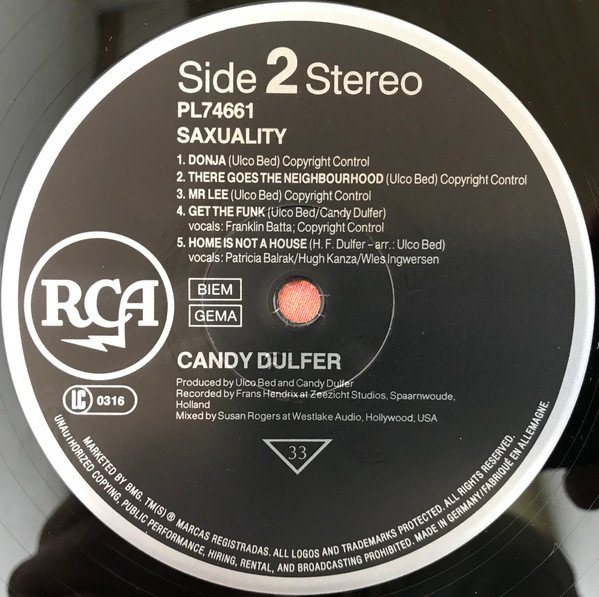 Side 2 Stereo
PL74661
SAXUALITY
1. DONJA (Ulco Bed) Copyright Control
2. THERE GOES THE NEIGHBOURHOOD (Ulco Bed) Copyright Control
3. MR LEE (Ulco Bed) Copyright Control
4. GET THE FUNK (Ulco Bed/Candy Dulfer)
vocals: Franklin Batta; Copyright Control
5. HOME IS NOT A HOUSE (H. F. Dulfer – arr.: Ulco Bed)
vocals: Patricia Balrak/Hugh Kanza/Wies Ingwersen
RCA
BIEM
GEMA
CANDY DULFER
LC 0316
Produced by Ulco Bed and Candy Dulfer
Recorded by Frans Hendrix at Zeezicht Studios, Spaarnwoude,
Holland
Mixed by Susan Rogers at Westlake Audio, Hollywood, USA
33
MARKETED BY BMG. TM(S) ® MARCAS REGISTRADAS. ALL LOGOS AND TRADEMARKS PROTECTED. ALL RIGHTS RESERVED.
UNAUTHORIZED COPYING, PUBLIC PERFORMANCE, HIRING, RENTAL, AND BROADCASTING PROHIBITED. MADE IN GERMANY/FABRIQUÉ EN ALLEMAGNE.